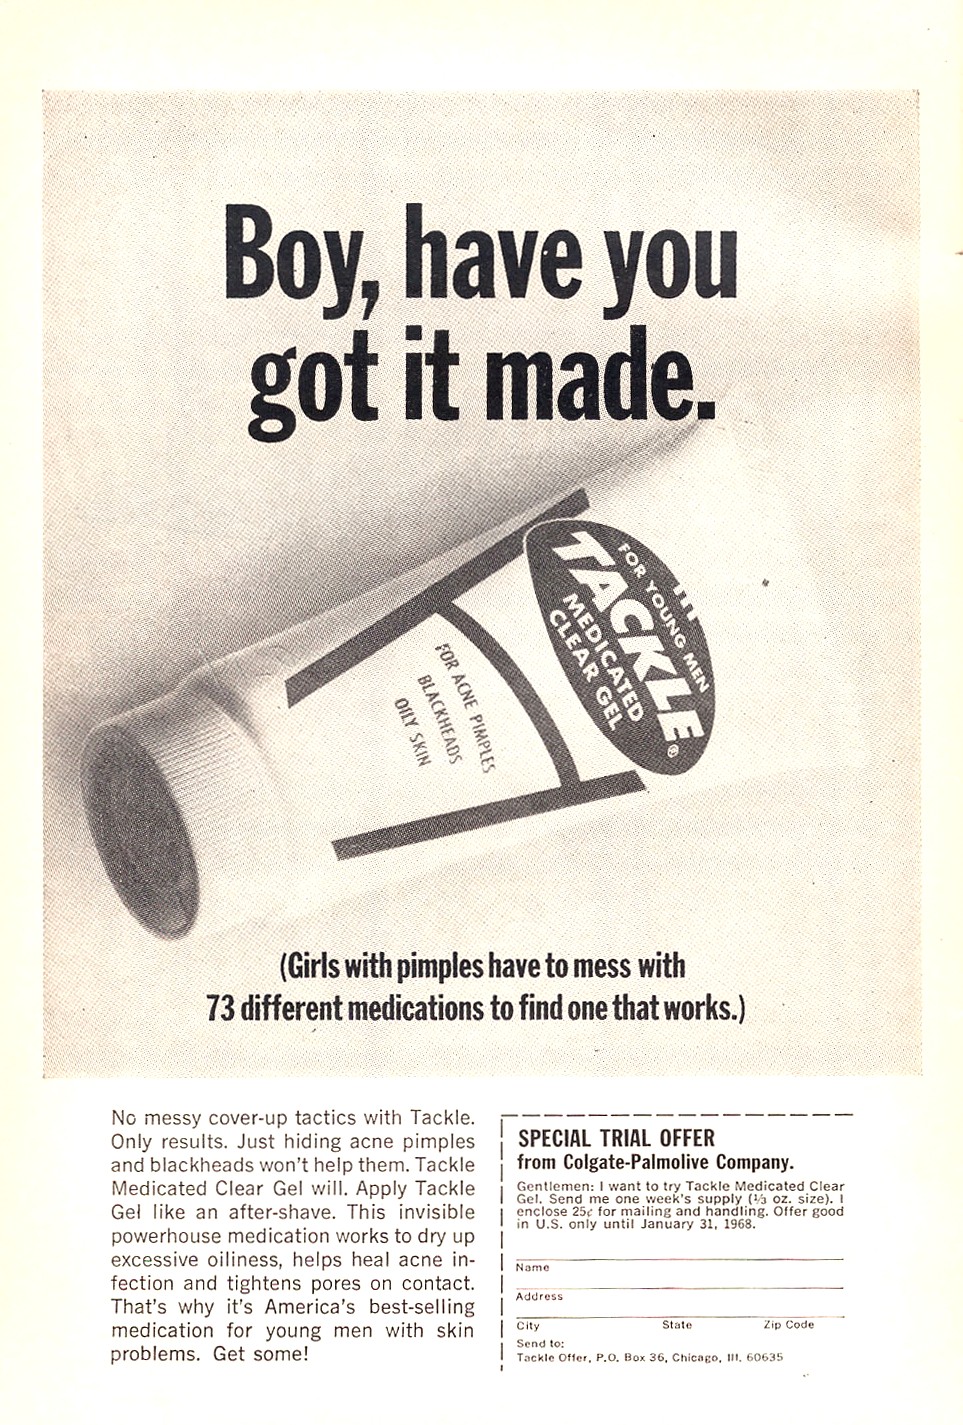 Boy, have you
got it made.
FOR YOUNG MEN
TACKLE®
MEDICATED
CLEAR GEL
FOR ACNE PIMPLES
BLACKHEADS
OILY SKIN
(Girls with pimples have to mess with
73 different medications to find one that works.)
No messy cover-up tactics with Tackle.
Only results. Just hiding acne pimples
and blackheads won't help them. Tackle
Medicated Clear Gel will. Apply Tackle
Gel like an after-shave. This invisible
powerhouse medication works to dry up
excessive oiliness, helps heal acne in-
fection and tightens pores on contact.
That's why it's America's best-selling
medication for young men with skin
problems. Get some!
SPECIAL TRIAL OFFER
from Colgate-Palmolive Company.
Gentlemen: I want to try Tackle Medicated Clear
Gel. Send me one week's supply (⅓ oz. size). I
enclose 25¢ for mailing and handling. Offer good
in U.S. only until January 31, 1968.
Name
Address
City State Zip Code
Send to:
Tackle Offer, P.O. Box 36, Chicago, Ill. 60635